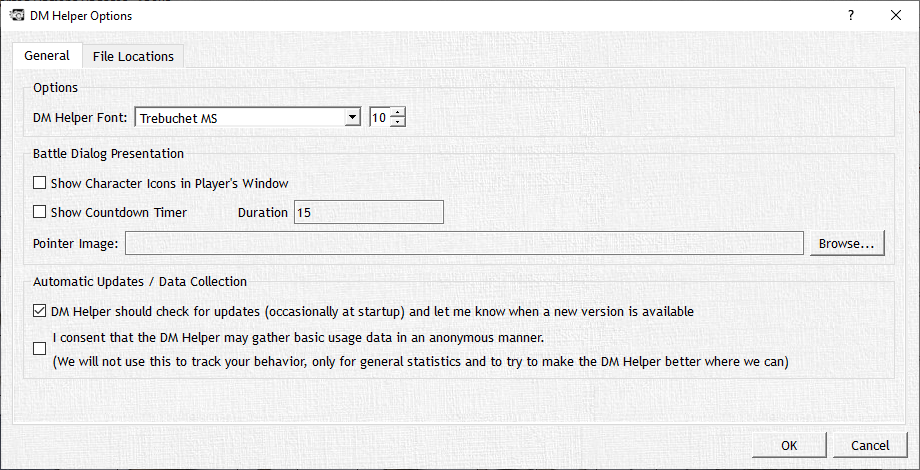 DM Helper Options
General
File Locations
Options
DM Helper Font: Trebuchet MS 10
Battle Dialog Presentation
Show Character Icons in Player's Window
Show Countdown Timer Duration 15
Pointer Image: Browse...
Automatic Updates / Data Collection
DM Helper should check for updates (occasionally at startup) and let me know when a new version is available
I consent that the DM Helper may gather basic usage data in an anonymous manner.
(We will not use this to track your behavior, only for general statistics and to try to make the DM Helper better where we can)
OK Cancel